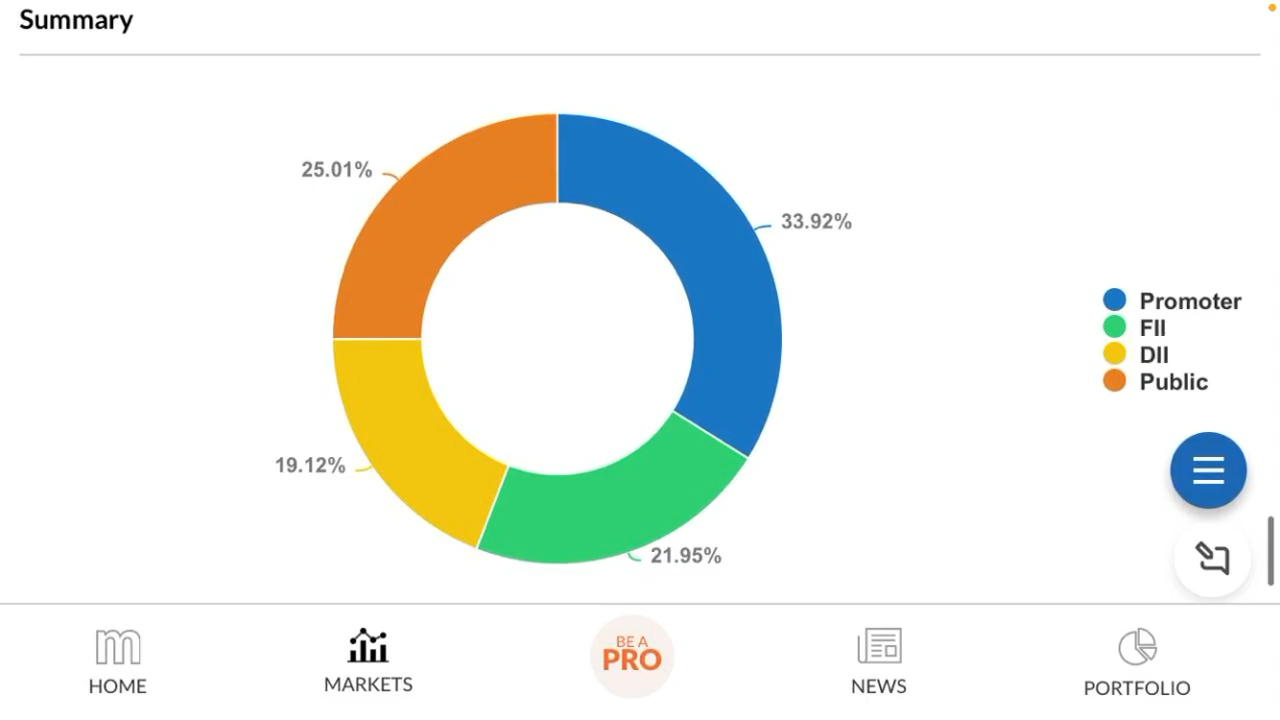 Summary
25.01%
33.92%
Promoter
FII
DII
Public
19.12%
21.95%
m
HOME
MARKETS
BE A
PRO
NEWS
PORTFOLIO